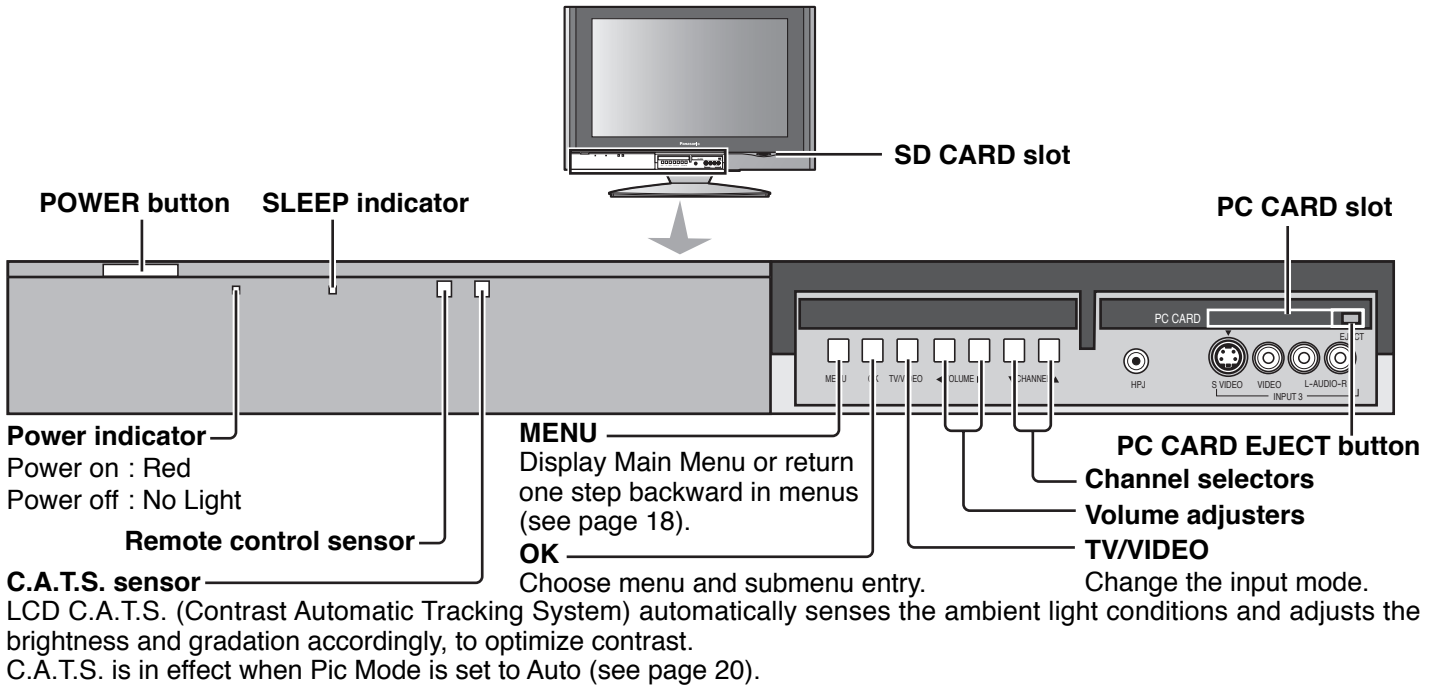 Panasonic
SD CARD slot
POWER button
SLEEP indicator
PC CARD slot
PC CARD
EJECT
MENU
OK
TV/VIDEO
◀ VOLUME ▶
▼ CHANNEL ▲
HPJ
S VIDEO
VIDEO
L-AUDIO-R
INPUT 3
Power indicator
Power on : Red
Power off : No Light
Remote control sensor
C.A.T.S. sensor
MENU
Display Main Menu or return
one step backward in menus
(see page 18).
OK
Choose menu and submenu entry.
PC CARD EJECT button
Channel selectors
Volume adjusters
TV/VIDEO
Change the input mode.
LCD C.A.T.S. (Contrast Automatic Tracking System) automatically senses the ambient light conditions and adjusts the
brightness and gradation accordingly, to optimize contrast.
C.A.T.S. is in effect when Pic Mode is set to Auto (see page 20).